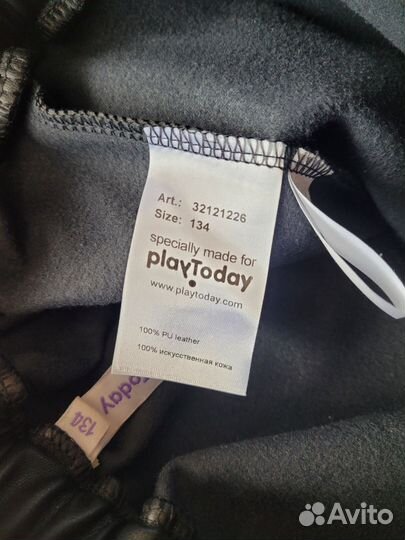 Art.: 32121226
Size: 134
specially made for
playToday
www.playtoday.com
100% PU leather
100% искусственная кожа
Today
134
Avito